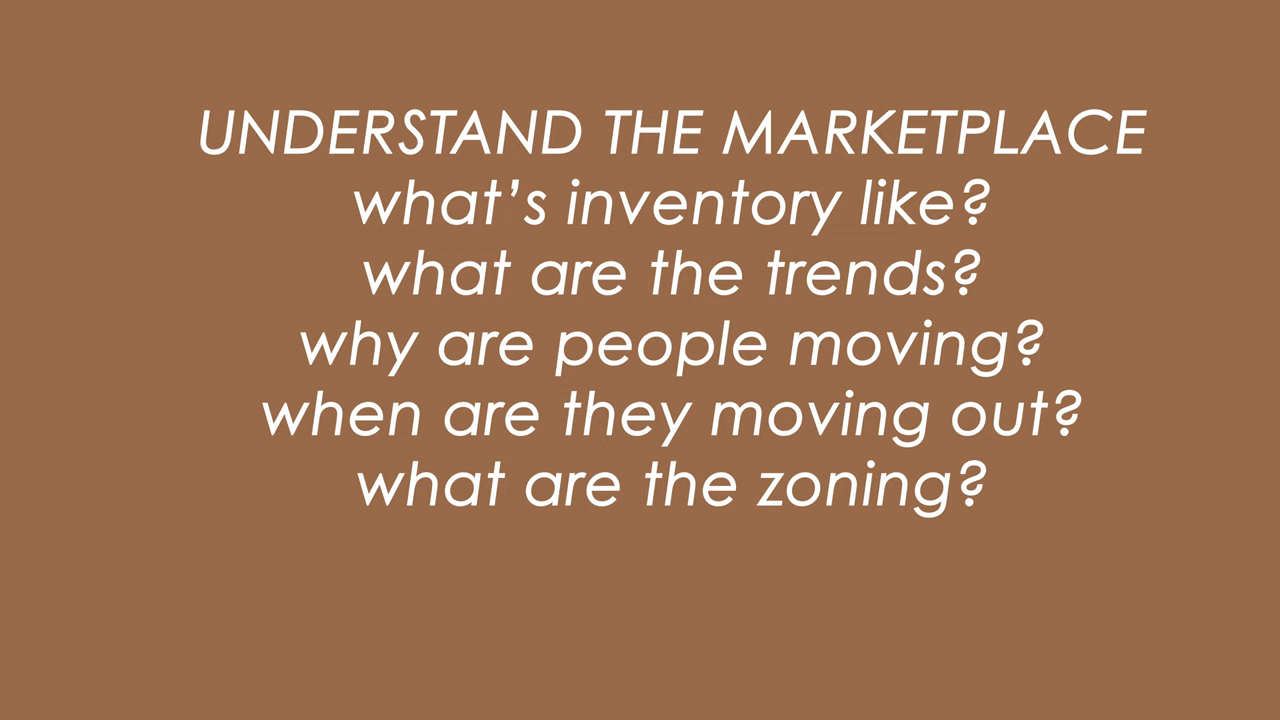 UNDERSTAND THE MARKETPLACE
what’s inventory like?
what are the trends?
why are people moving?
when are they moving out?
what are the zoning?